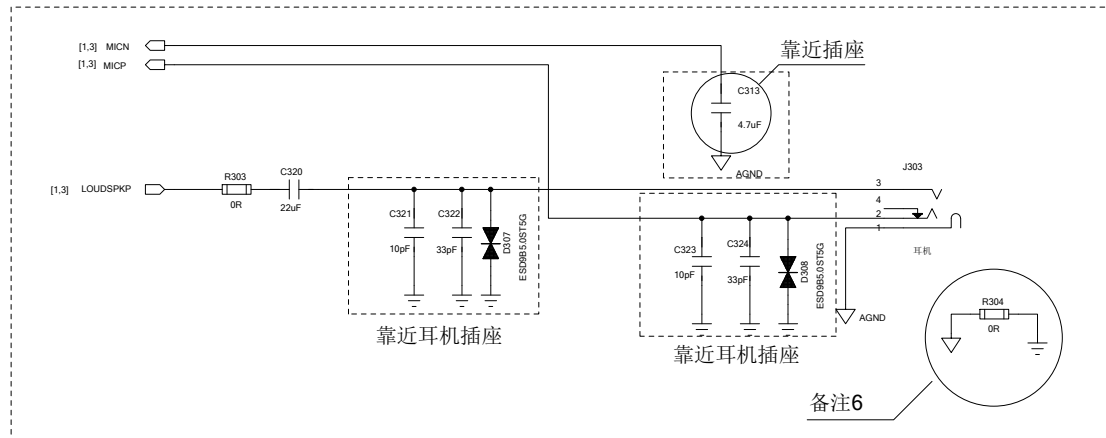 [1,3] MICN
[1,3] MICP
靠近插座
C313
4.7uF
AGND
J303
[1,3] LOUDSPKP
R303
0R
C320
22uF
3
4
2
1
耳机
C321
10pF
C322
33pF
D307
ESD9B5.0ST5G
C323
10pF
C324
33pF
D308
ESD9B5.0ST5G
AGND
R304
0R
靠近耳机插座
靠近耳机插座
备注6